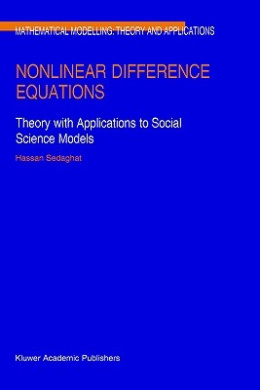 MATHEMATICAL MODELLING: THEORY AND APPLICATIONS
NONLINEAR DIFFERENCE
EQUATIONS
Theory with Applications to Social
Science Models
Hassan Sedaghat
Kluwer Academic Publishers